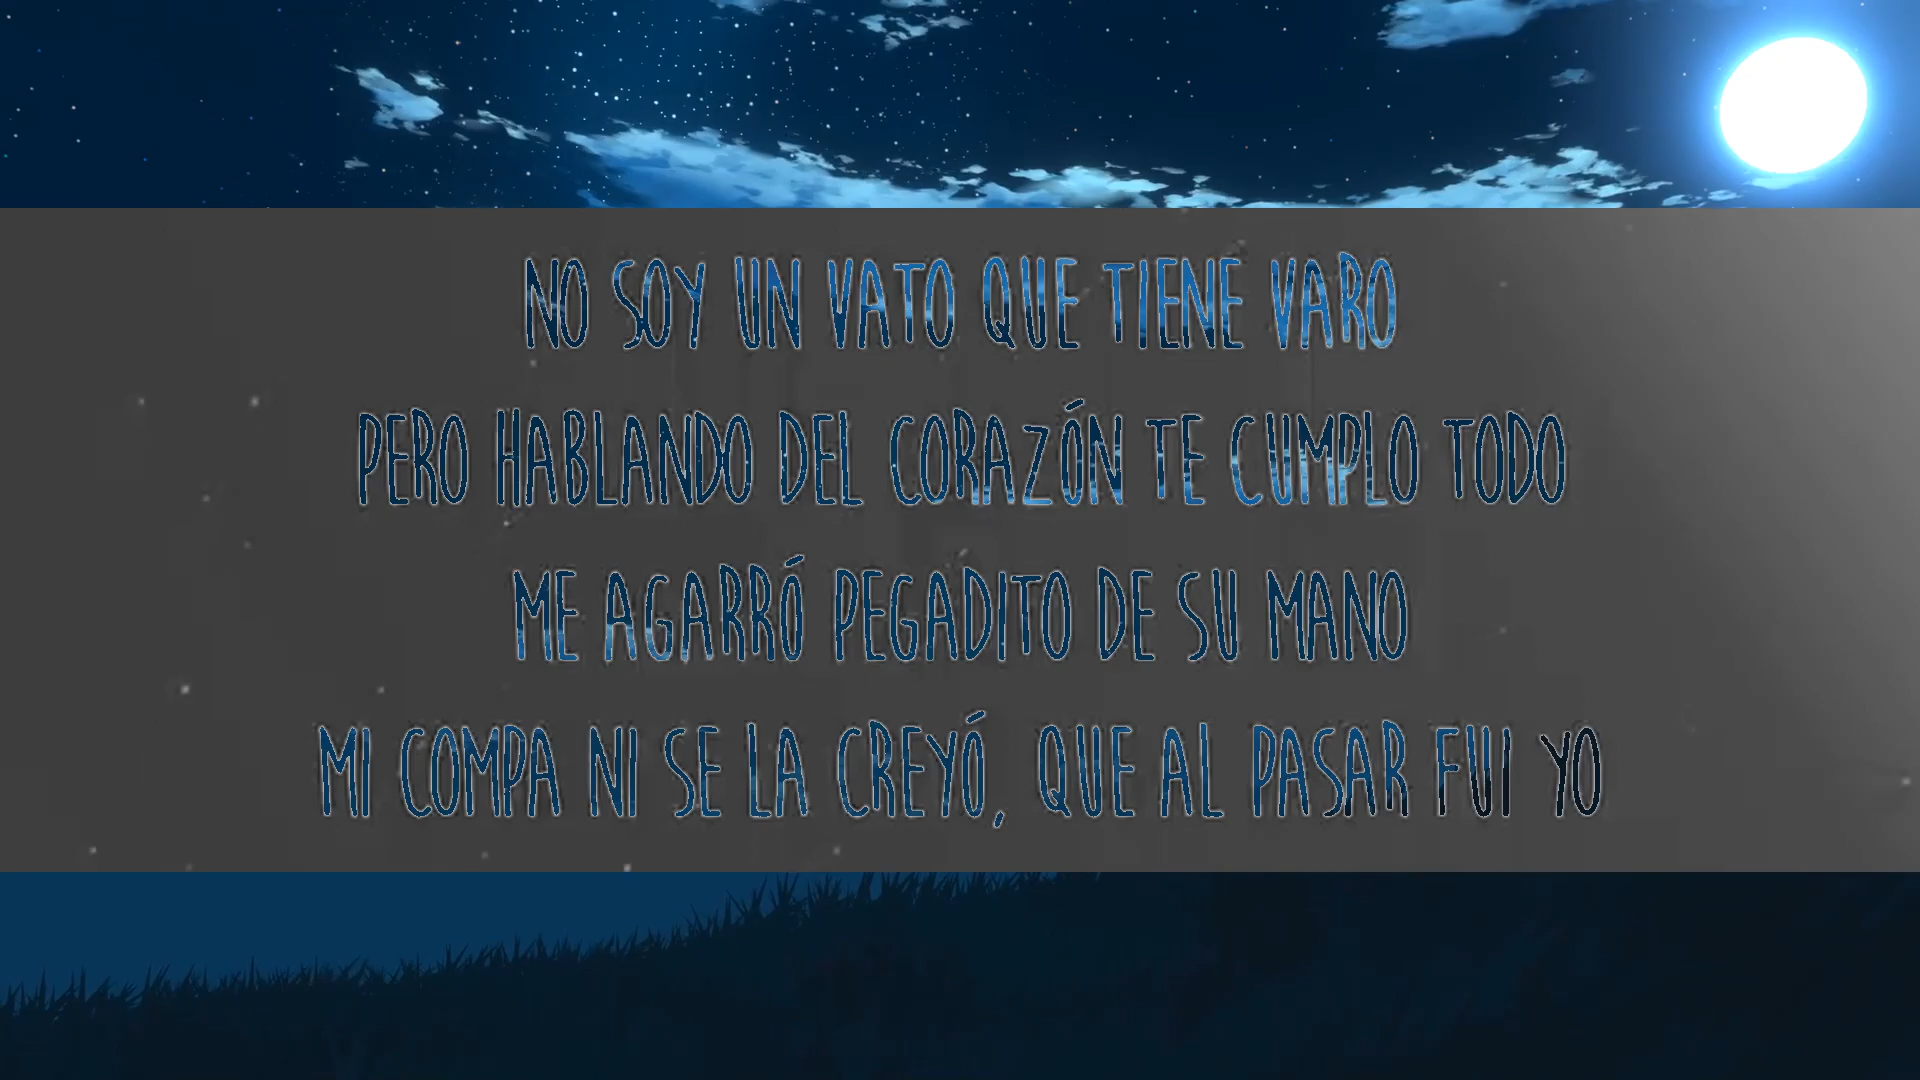 NO SOY UN VATO QUE TIENE VARO
PERO HABLANDO DEL CORAZÓN TE CUMPLO TODO
ME AGARRÓ PEGADITO DE SU MANO
MI COMPA NI SE LA CREYÓ, QUE AL PASAR FUI YO